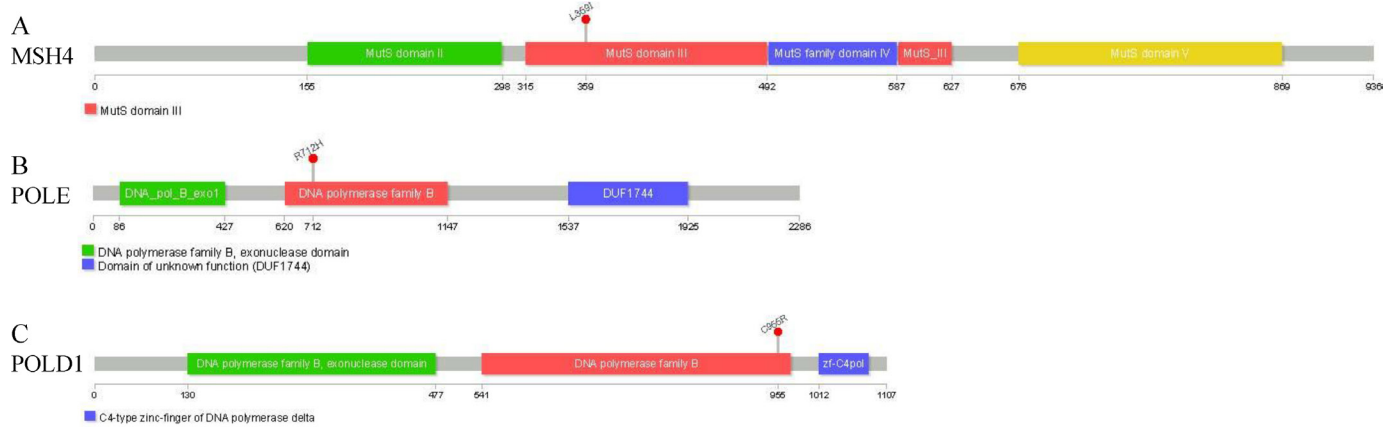 A
MSH4
L359I
MutS domain II
MutS domain III
MutS family domain IV
MutS_III
MutS domain V
0 155 298 315 359 492 587 627 676 869 936
MutS domain III
B
POLE
R712H
DNA_pol_B_exo1
DNA polymerase family B
DUF1744
0 86 427 620 712 1147 1537 1925 2286
DNA polymerase family B, exonuclease domain
Domain of unknown function (DUF1744)
C
POLD1
C955R
DNA polymerase family B, exonuclease domain
DNA polymerase family B
zf-C4pol
0 130 477 541 955 1012 1107
C4-type zinc-finger of DNA polymerase delta